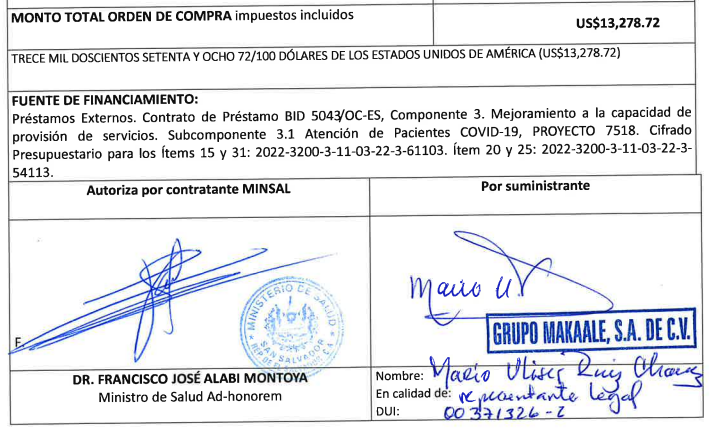 MONTO TOTAL ORDEN DE COMPRA impuestos incluidos
US$13,278.72
TRECE MIL DOSCIENTOS SETENTA Y OCHO 72/100 DÓLARES DE LOS ESTADOS UNIDOS DE AMÉRICA (US$13,278.72)
FUENTE DE FINANCIAMIENTO:
Préstamos Externos. Contrato de Préstamo BID 5043/OC-ES, Componente 3. Mejoramiento a la capacidad de
provisión de servicios. Subcomponente 3.1 Atención de Pacientes COVID-19, PROYECTO 7518. Cifrado
Presupuestario para los Ítems 15 y 31: 2022-3200-3-11-03-22-3-61103. Ítem 20 y 25: 2022-3200-3-11-03-22-3-
54113.
Autoriza por contratante MINSAL
Por suministrante
MINISTERIO DE SALUD
SAN SALVADOR
F.
Mario U.
GRUPO MAKAALE, S.A. DE C.V.
DR. FRANCISCO JOSÉ ALABI MONTOYA
Ministro de Salud Ad-honorem
Nombre: Mario Ulises Ruiz
En calidad de: representante legal
DUI: 00371326-2